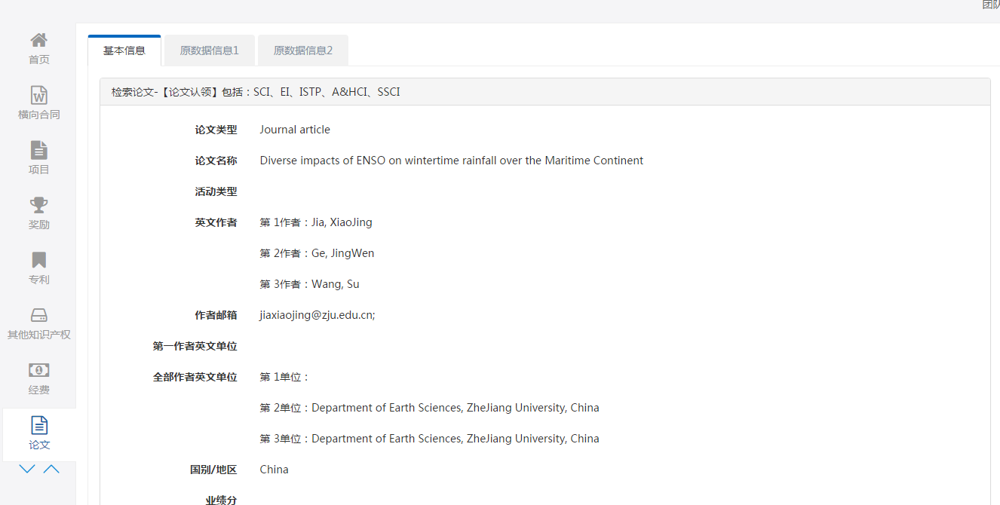 团队
首页
横向合同
项目
奖励
专利
其他知识产权
经费
论文
基本信息
原数据信息1
原数据信息2
检索论文-【论文认领】包括：SCI、EI、ISTP、A&HCI、SSCI
论文类型 Journal article
论文名称 Diverse impacts of ENSO on wintertime rainfall over the Maritime Continent
活动类型
英文作者 第 1作者：Jia, XiaoJing
第 2作者：Ge, JingWen
第 3作者：Wang, Su
作者邮箱 jiaxiaojing@zju.edu.cn;
第一作者英文单位
全部作者英文单位 第 1单位：
第 2单位：Department of Earth Sciences, ZheJiang University, China
第 3单位：Department of Earth Sciences, ZheJiang University, China
国别/地区 China
业绩分